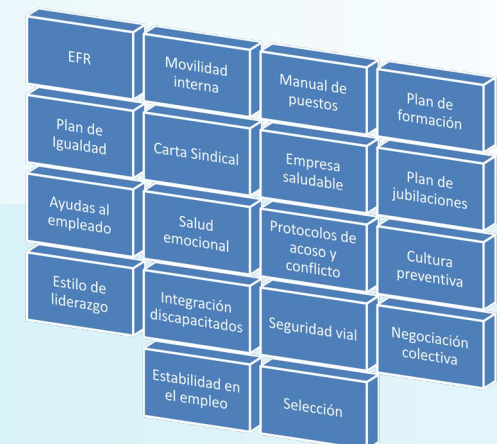 EFR
Movilidad
interna
Manual de
puestos
Plan de
formación
Plan de
Igualdad
Carta Sindical
Empresa
saludable
Plan de
jubilaciones
Ayudas al
empleado
Salud
emocional
Protocolos de
acoso y
conflicto
Cultura
preventiva
Estilo de
liderazgo
Integración
discapacitados
Seguridad vial
Negociación
colectiva
Estabilidad en
el empleo
Selección